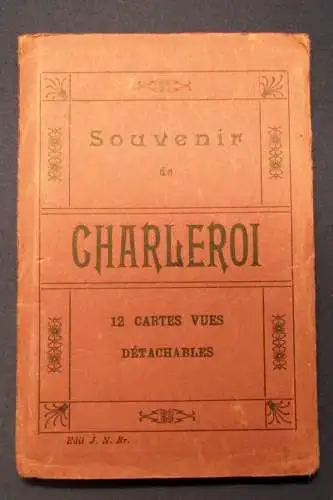 Souvenir
de
CHARLEROI
12 CARTES VUES
DÉTACHABLES
Edit J. N. Br.